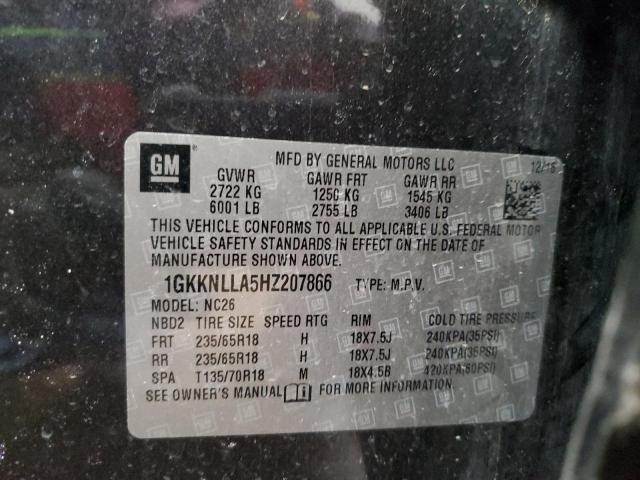 GM
MFD BY GENERAL MOTORS LLC
12/16
GVWR GAWR FRT GAWR RR
2722 KG 1250 KG 1545 KG
6001 LB 2755 LB 3406 LB
THIS VEHICLE CONFORMS TO ALL APPLICABLE U.S. FEDERAL MOTOR
VEHICLE SAFETY STANDARDS IN EFFECT ON THE DATE OF
MANUFACTURE SHOWN ABOVE.
1GKKNLLA5HZ207866 TYPE: M.P.V.
MODEL: NC26
NBD2 TIRE SIZE SPEED RTG RIM COLD TIRE PRESSURE
FRT 235/65R18 H 18X7.5J 240KPA(35PSI)
RR 235/65R18 H 18X7.5J 240KPA(35PSI)
SPA T135/70R18 M 18X4.5B 420KPA(60PSI)
SEE OWNER'S MANUAL FOR MORE INFORMATION.